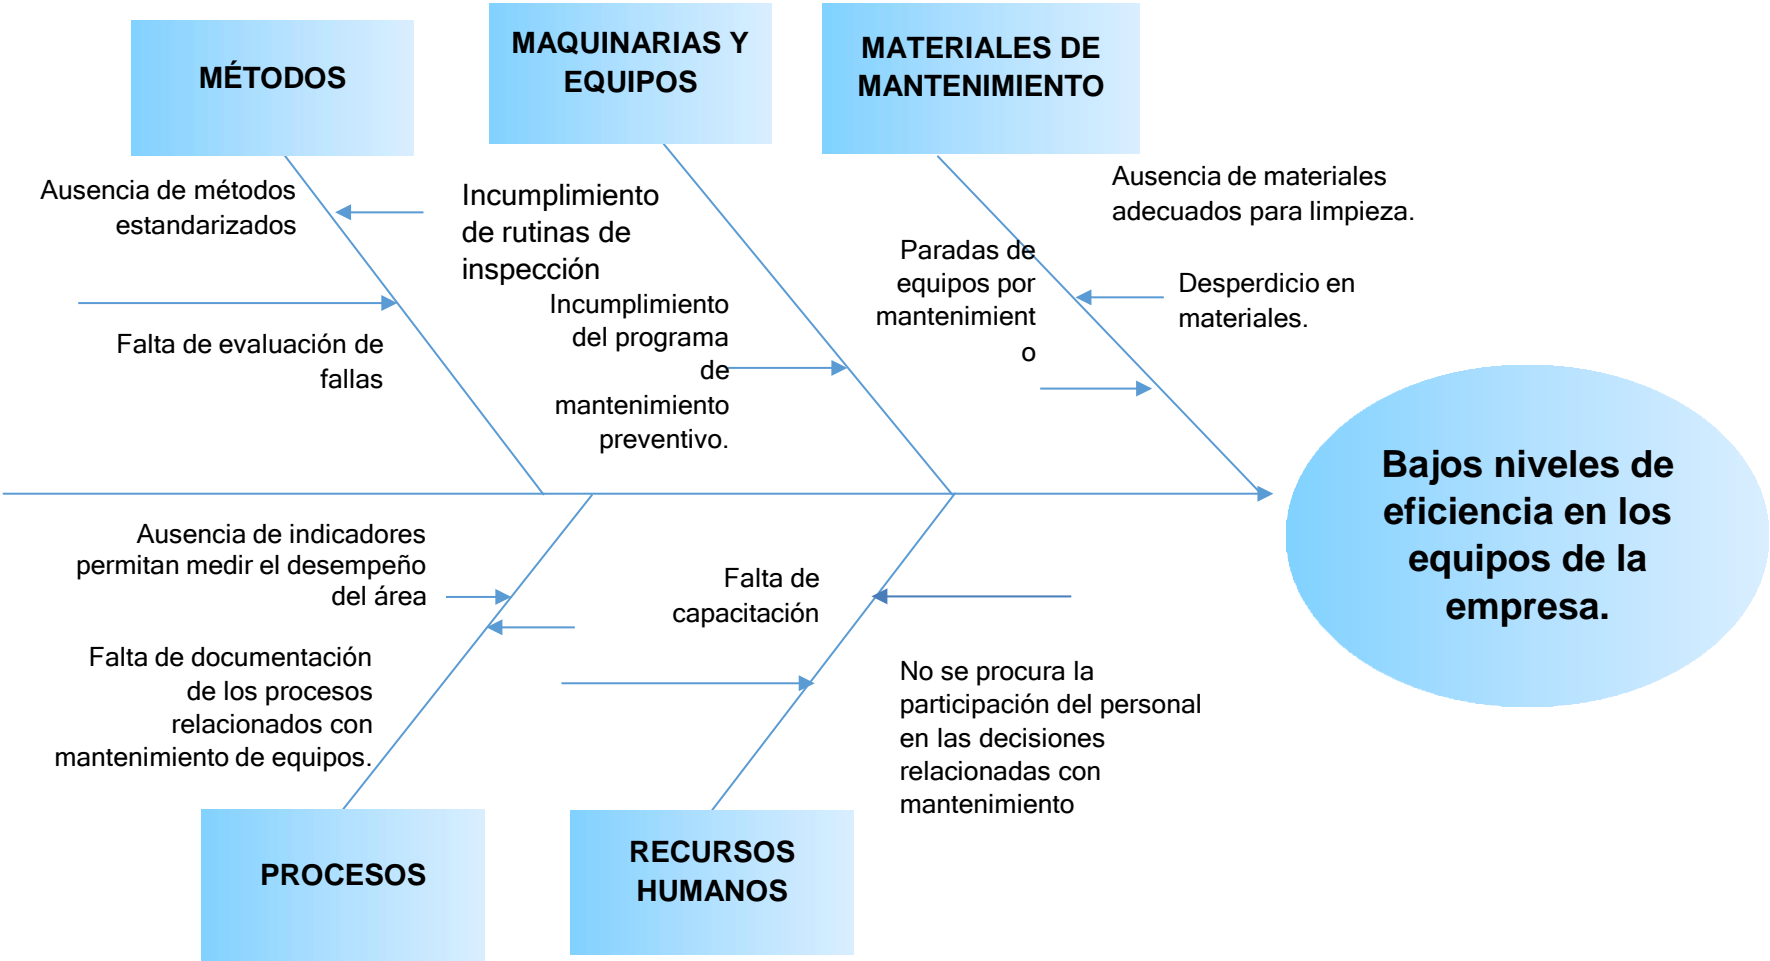 MÉTODOS
MAQUINARIAS Y
EQUIPOS
MATERIALES DE
MANTENIMIENTO
Ausencia de métodos
estandarizados
Falta de evaluación de
fallas
Incumplimiento
de rutinas de
inspección
Incumplimiento
del programa
de
mantenimiento
preventivo.
Paradas de
equipos por
mantenimient
o
Ausencia de materiales
adecuados para limpieza.
Desperdicio en
materiales.
Bajos niveles de
eficiencia en los
equipos de la
empresa.
Ausencia de indicadores
permitan medir el desempeño
del área
Falta de documentación
de los procesos
relacionados con
mantenimiento de equipos.
Falta de
capacitación
No se procura la
participación del personal
en las decisiones
relacionadas con
mantenimiento
PROCESOS
RECURSOS
HUMANOS